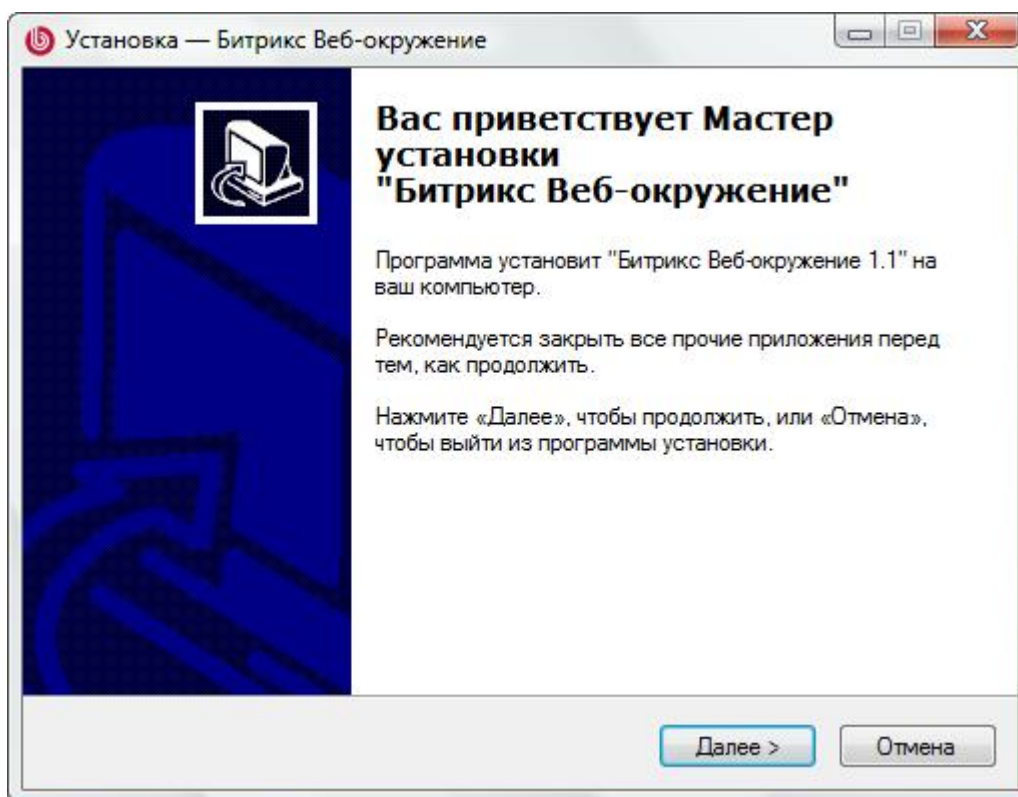 Установка — Битрикс Веб-окружение
Вас приветствует Мастер
установки
"Битрикс Веб-окружение"
Программа установит "Битрикс Веб-окружение 1.1" на
ваш компьютер.
Рекомендуется закрыть все прочие приложения перед
тем, как продолжить.
Нажмите «Далее», чтобы продолжить, или «Отмена»,
чтобы выйти из программы установки.
Далее >
Отмена